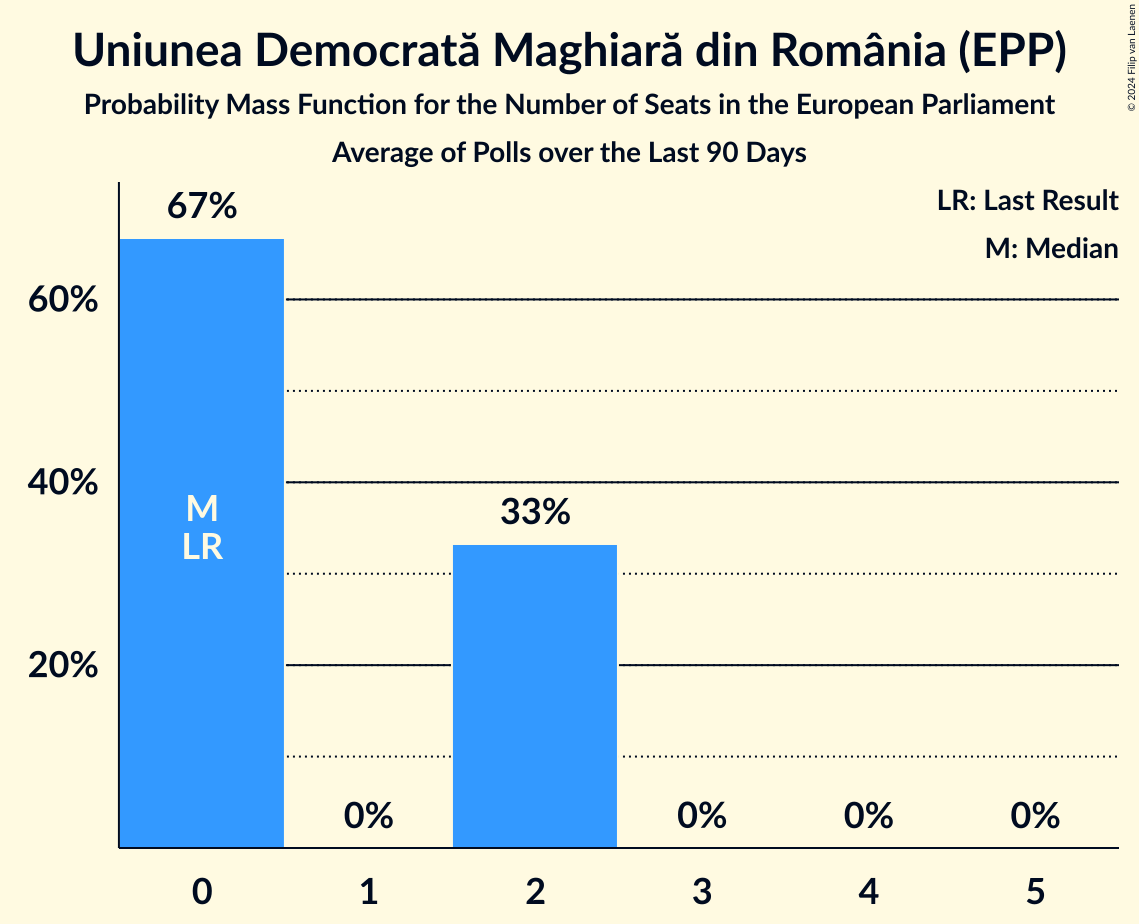 Uniunea Democrată Maghiară din România (EPP)
Probability Mass Function for the Number of Seats in the European Parliament
Average of Polls over the Last 90 Days
© 2024 Filip van Laenen
LR: Last Result
M: Median
67%
60%
40%
20%
M
LR
33%
0%
0%
0%
0%
0 1 2 3 4 5